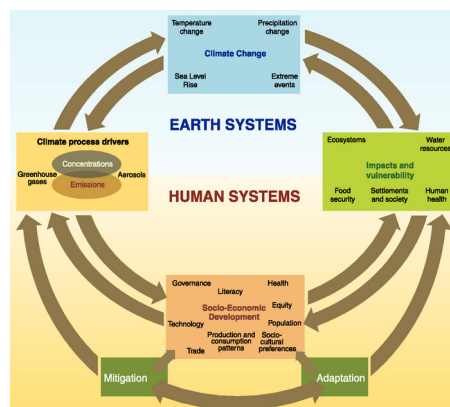 Temperature
change
Precipitation
change
Climate Change
Sea Level
Rise
Extreme
events
EARTH SYSTEMS
Climate process drivers
Concentrations
Greenhouse
gases
Aerosols
Emissions
Ecosystems
Water
resources
Impacts and
vulnerability
Food
security
Settlements
and society
Human
health
HUMAN SYSTEMS
Governance
Literacy
Health
Socio-Economic
Development
Equity
Technology
Population
Production and
consumption
patterns
Socio-
cultural
preferences
Trade
Mitigation
Adaptation